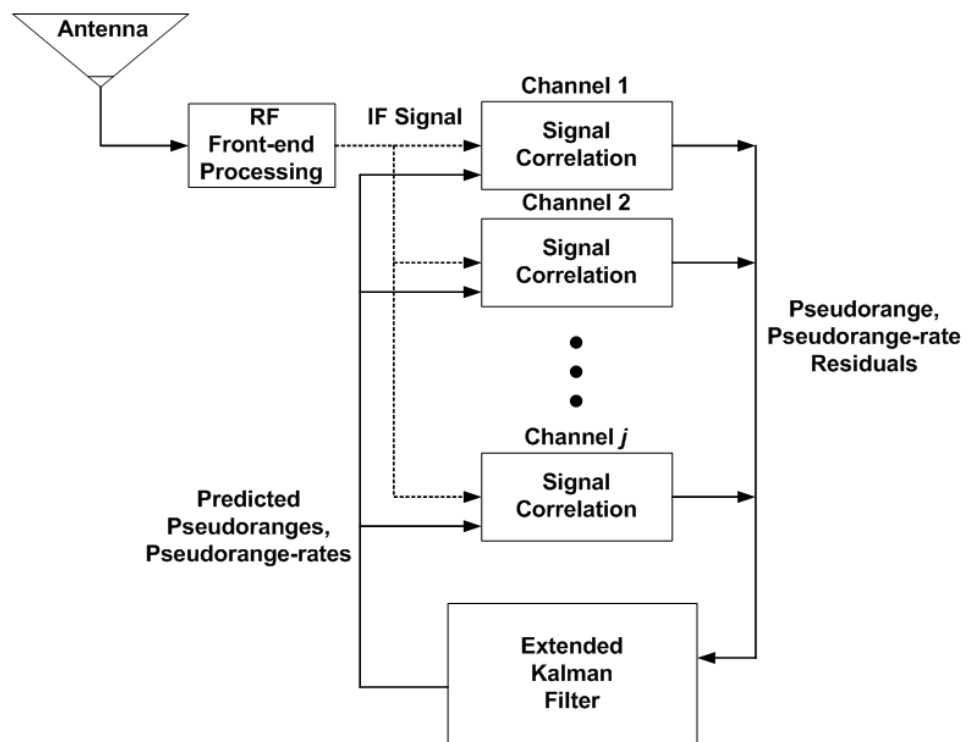 Antenna
RF
Front-end
Processing
IF Signal
Channel 1
Signal
Correlation
Channel 2
Signal
Correlation
Pseudorange,
Pseudorange-rate
Residuals
Channel j
Signal
Correlation
Predicted
Pseudoranges,
Pseudorange-rates
Extended
Kalman
Filter